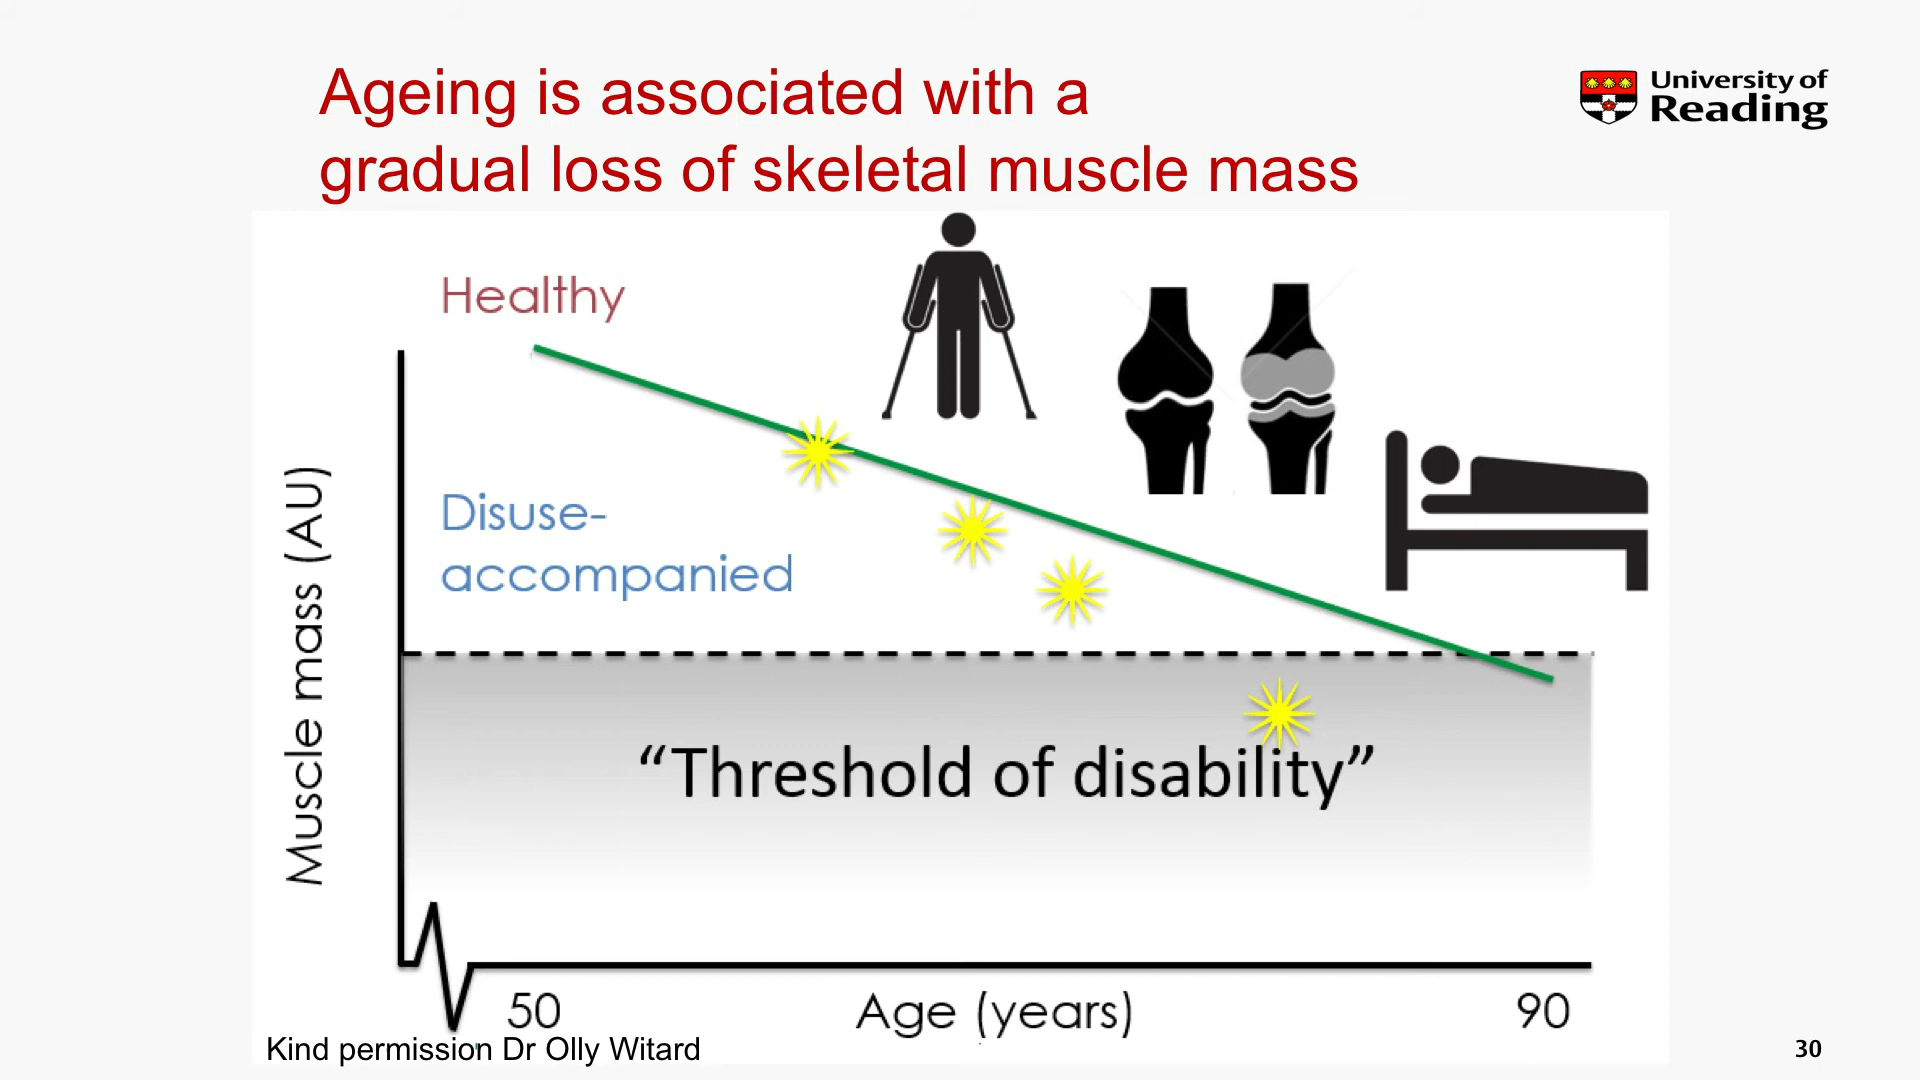 Ageing is associated with a
gradual loss of skeletal muscle mass
University of
Reading
Healthy
Disuse-
accompanied
Muscle mass (AU)
“Threshold of disability”
50
Age (years)
90
Kind permission Dr Olly Witard
30